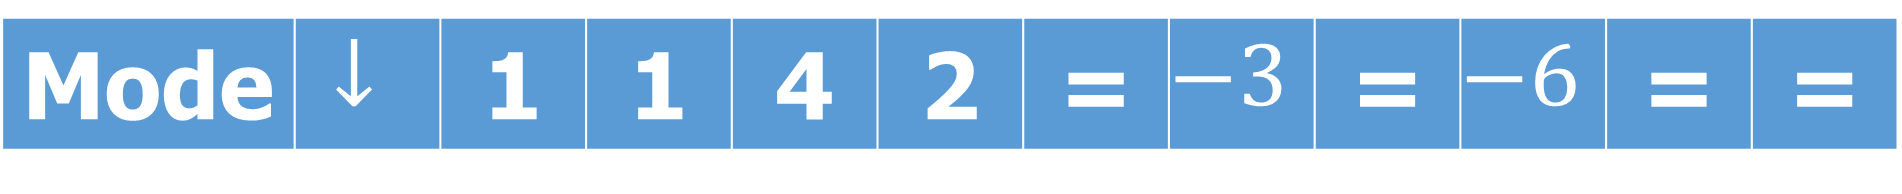 Mode ↓ 1 1 4 2 = −3 = −6 = =